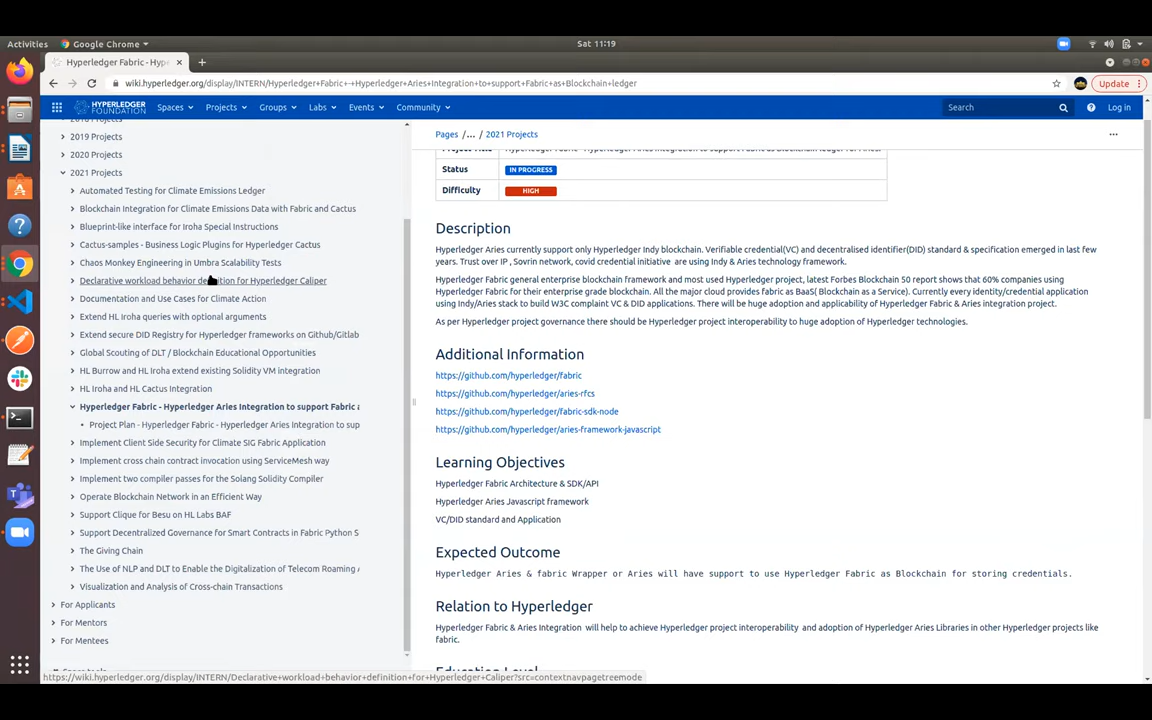 Activities
Google Chrome
Sat 11:19
Hyperledger Fabric - Hype
wiki.hyperledger.org/display/INTERN/Hyperledger+Fabric+-+Hyperledger+Aries+Integration+to+support+Fabric+as+Blockchain+ledger
Update
HYPERLEDGER
FOUNDATION
Spaces
Projects
Groups
Labs
Events
Community
Search
Log in
2019 Projects
2020 Projects
2021 Projects
Automated Testing for Climate Emissions Ledger
Blockchain Integration for Climate Emissions Data with Fabric and Cactus
Blueprint-like interface for Iroha Special Instructions
Cactus-samples - Business Logic Plugins for Hyperledger Cactus
Chaos Monkey Engineering in Umbra Scalability Tests
Declarative workload behavior definition for Hyperledger Caliper
Documentation and Use Cases for Climate Action
Extend HL Iroha queries with optional arguments
Extend secure DID Registry for Hyperledger frameworks on Github/Gitlab
Global Scouting of DLT / Blockchain Educational Opportunities
HL Burrow and HL Iroha extend existing Solidity VM integration
HL Iroha and HL Cactus Integration
Hyperledger Fabric - Hyperledger Aries Integration to support Fabric a
Project Plan - Hyperledger Fabric - Hyperledger Aries Integration to sup
Implement Client Side Security for Climate SIG Fabric Application
Implement cross chain contract invocation using ServiceMesh way
Implement two compiler passes for the Solang Solidity Compiler
Operate Blockchain Network in an Efficient Way
Support Clique for Besu on HL Labs BAF
Support Decentralized Governance for Smart Contracts in Fabric Python S
The Giving Chain
The Use of NLP and DLT to Enable the Digitalization of Telecom Roaming A
Visualization and Analysis of Cross-chain Transactions
For Applicants
For Mentors
For Mentees
https://wiki.hyperledger.org/display/INTERN/Declarative+workload+behavior+definition+for+Hyperledger+Caliper?src=contextnavpagetreemode
Pages /… / 2021 Projects
Status
IN PROGRESS
Difficulty
HIGH
Description
Hyperledger Aries currently support only Hyperledger Indy blockchain. Verifiable credential(VC) and decentralised identifier(DID) standard & specification emerged in last few
years. Trust over IP , Sovrin network, covid credential initiative are using Indy & Aries technology framework.
Hyperledger Fabric general enterprise blockchain framework and most used Hyperledger project, latest Forbes Blockchain 50 report shows that 60% companies using
Hyperledger Fabric for their enterprise grade blockchain. All the major cloud provides fabric as BaaS( Blockchain as a Service). Currently every identity/credential application
using Indy/Aries stack to build W3C complaint VC & DID applications. There will be huge adoption and applicability of Hyperledger Fabric & Aries integration project.
As per Hyperledger project governance there should be Hyperledger project interoperability to huge adoption of Hyperledger technologies.
Additional Information
https://github.com/hyperledger/fabric
https://github.com/hyperledger/aries-rfcs
https://github.com/hyperledger/fabric-sdk-node
https://github.com/hyperledger/aries-framework-javascript
Learning Objectives
Hyperledger Fabric Architecture & SDK/API
Hyperledger Aries Javascript framework
VC/DID standard and Application
Expected Outcome
Hyperledger Aries & fabric Wrapper or Aries will have support to use Hyperledger Fabric as Blockchain for storing credentials.
Relation to Hyperledger
Hyperledger Fabric & Aries Integration will help to achieve Hyperledger project interoperability and adoption of Hyperledger Aries Libraries in other Hyperledger projects like
fabric.
Education Level